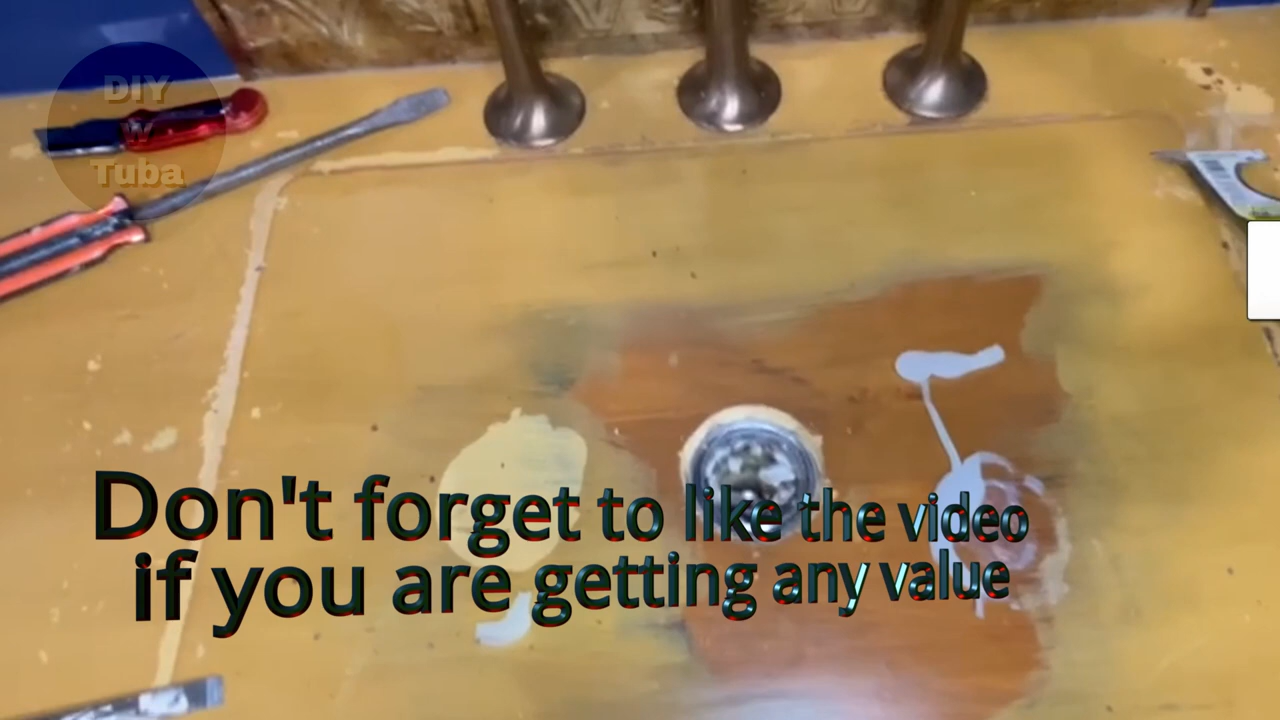 DIY
w
Tuba
Don't forget to like the video
if you are getting any value